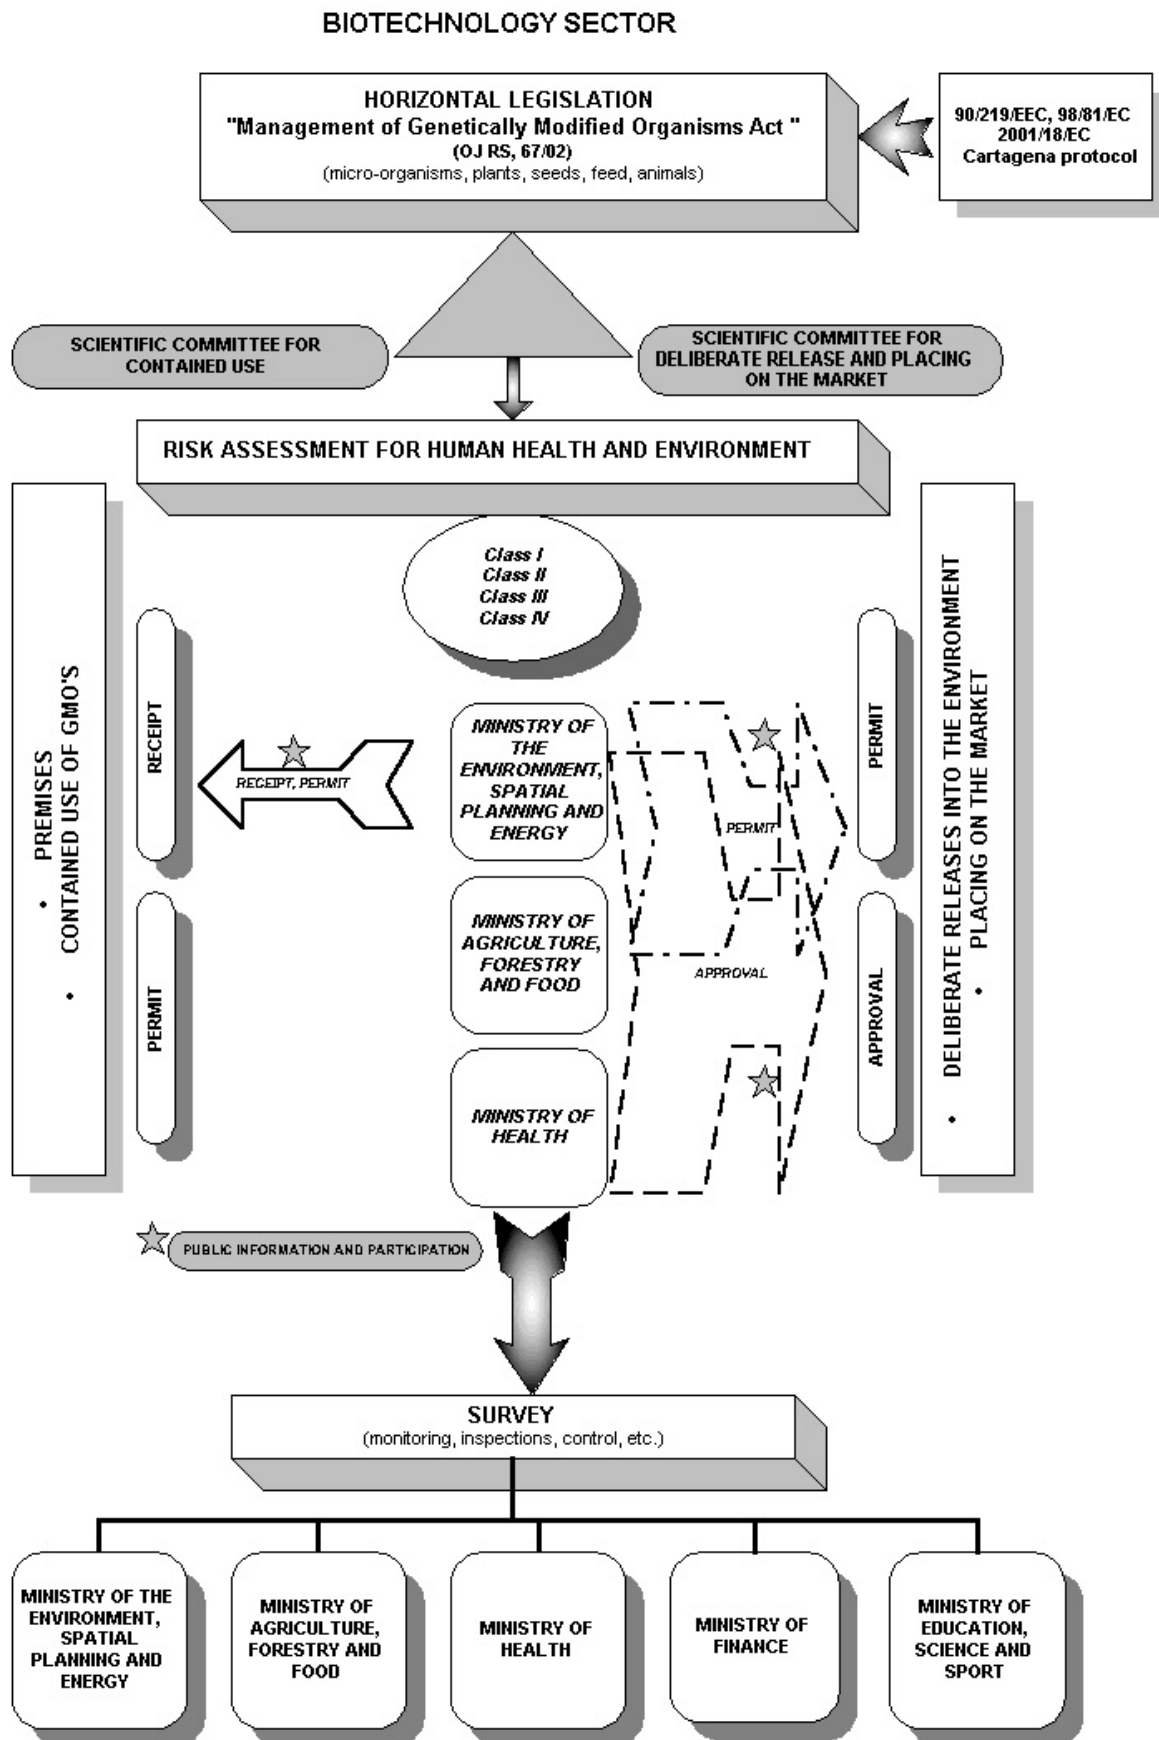 BIOTECHNOLOGY SECTOR
HORIZONTAL LEGISLATION
"Management of Genetically Modified Organisms Act "
(OJ RS, 67/02)
(micro-organisms, plants, seeds, feed, animals)
90/219/EEC, 98/81/EC
2001/18/EC
Cartagena protocol
SCIENTIFIC COMMITTEE FOR
CONTAINED USE
SCIENTIFIC COMMITTEE FOR
DELIBERATE RELEASE AND PLACING
ON THE MARKET
RISK ASSESSMENT FOR HUMAN HEALTH AND ENVIRONMENT
Class I
Class II
Class III
Class IV
• PREMISES
• CONTAINED USE OF GMO'S
RECEIPT
PERMIT
RECEIPT, PERMIT
MINISTRY OF
THE
ENVIRONMENT,
SPATIAL
PLANNING AND
ENERGY
MINISTRY OF
AGRICULTURE,
FORESTRY
AND FOOD
MINISTRY OF
HEALTH
PERMIT
APPROVAL
PERMIT
APPROVAL
• DELIBERATE RELEASES INTO THE ENVIRONMENT
• PLACING ON THE MARKET
PUBLIC INFORMATION AND PARTICIPATION
SURVEY
(monitoring, inspections, control, etc.)
MINISTRY OF THE
ENVIRONMENT,
SPATIAL
PLANNING AND
ENERGY
MINISTRY OF
AGRICULTURE,
FORESTRY AND
FOOD
MINISTRY OF
HEALTH
MINISTRY OF
FINANCE
MINISTRY OF
EDUCATION,
SCIENCE AND
SPORT